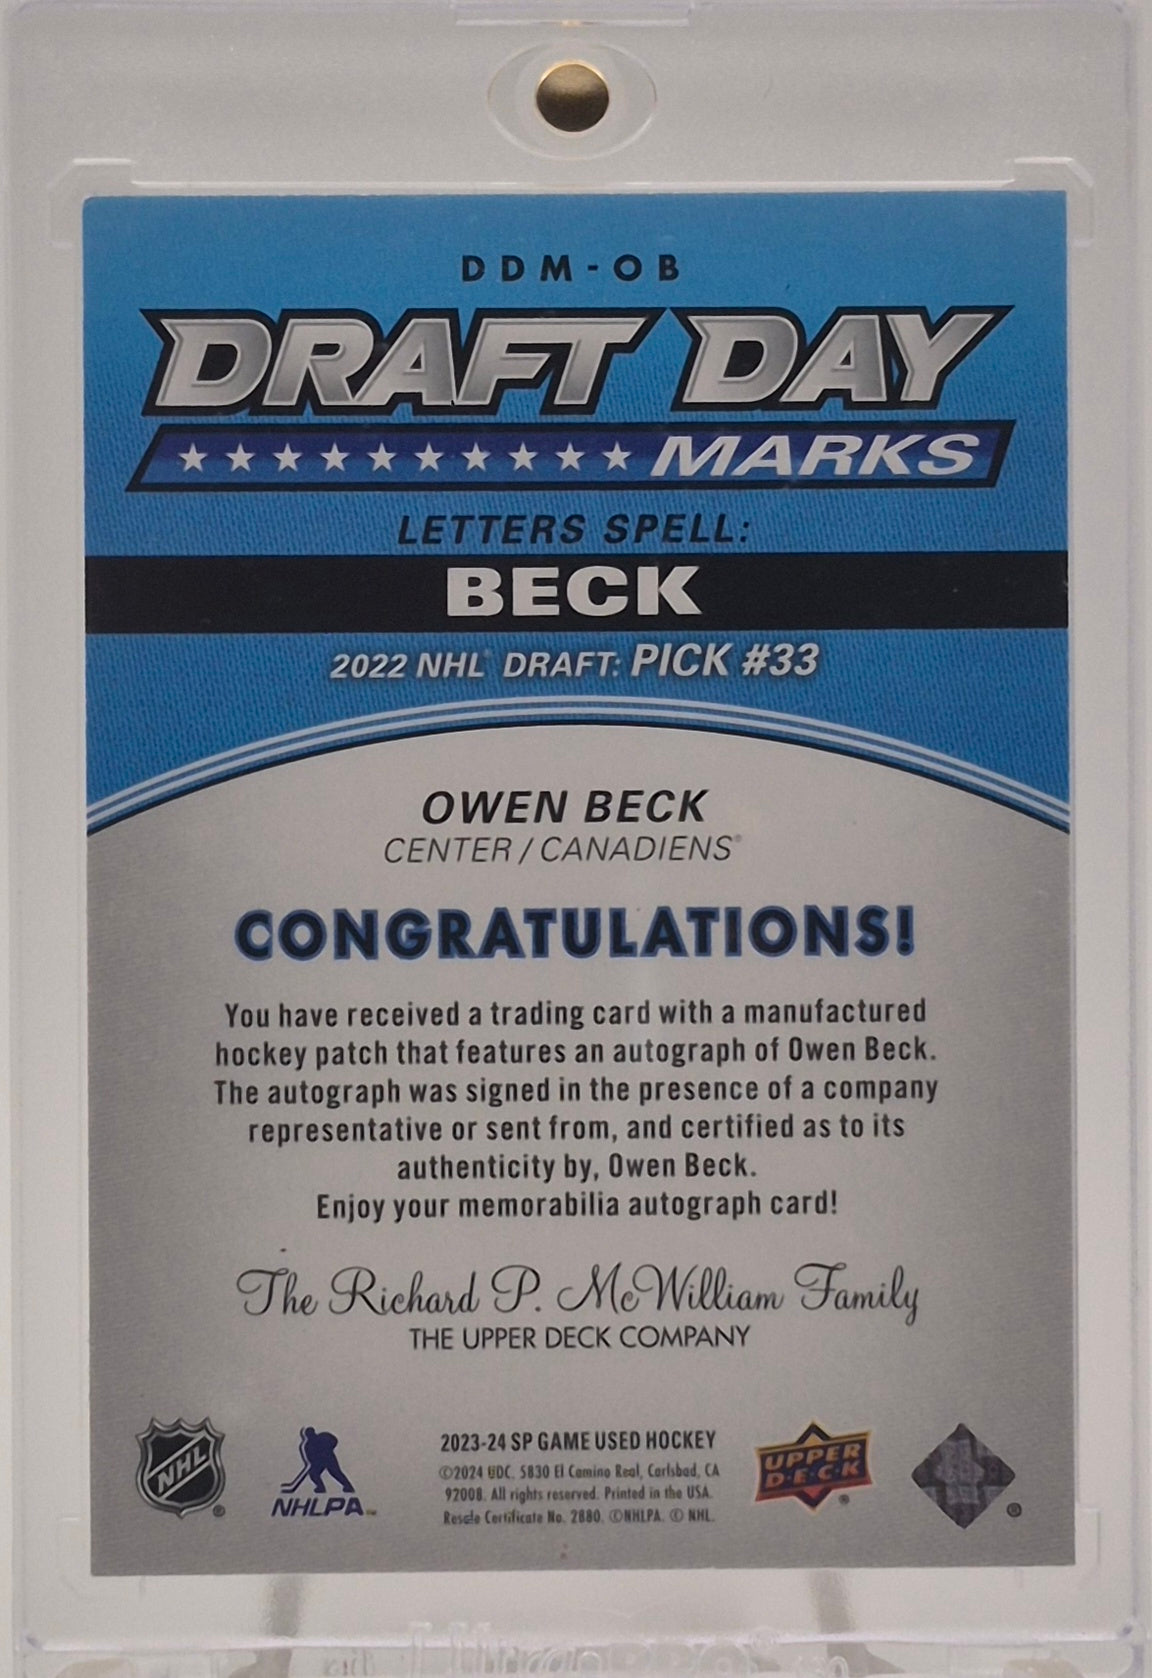 DDM-OB
DRAFT DAY
MARKS
LETTERS SPELL:
BECK
2022 NHL DRAFT: PICK #33
OWEN BECK
CENTER / CANADIENS®
CONGRATULATIONS!
You have received a trading card with a manufactured
hockey patch that features an autograph of Owen Beck.
The autograph was signed in the presence of a company
representative or sent from, and certified as to its
authenticity by, Owen Beck.
Enjoy your memorabilia autograph card!
The Richard P. McWilliam Family
THE UPPER DECK COMPANY
NHL ®
NHLPA™
2023-24 SP GAME USED HOCKEY
©2024 UDC. 5830 El Camino Real, Carlsbad, CA
92008. All rights reserved. Printed in the USA.
Resale Certificate No. 2880. ©NHLPA. © NHL.
UPPER
D·E·C·K ®
®